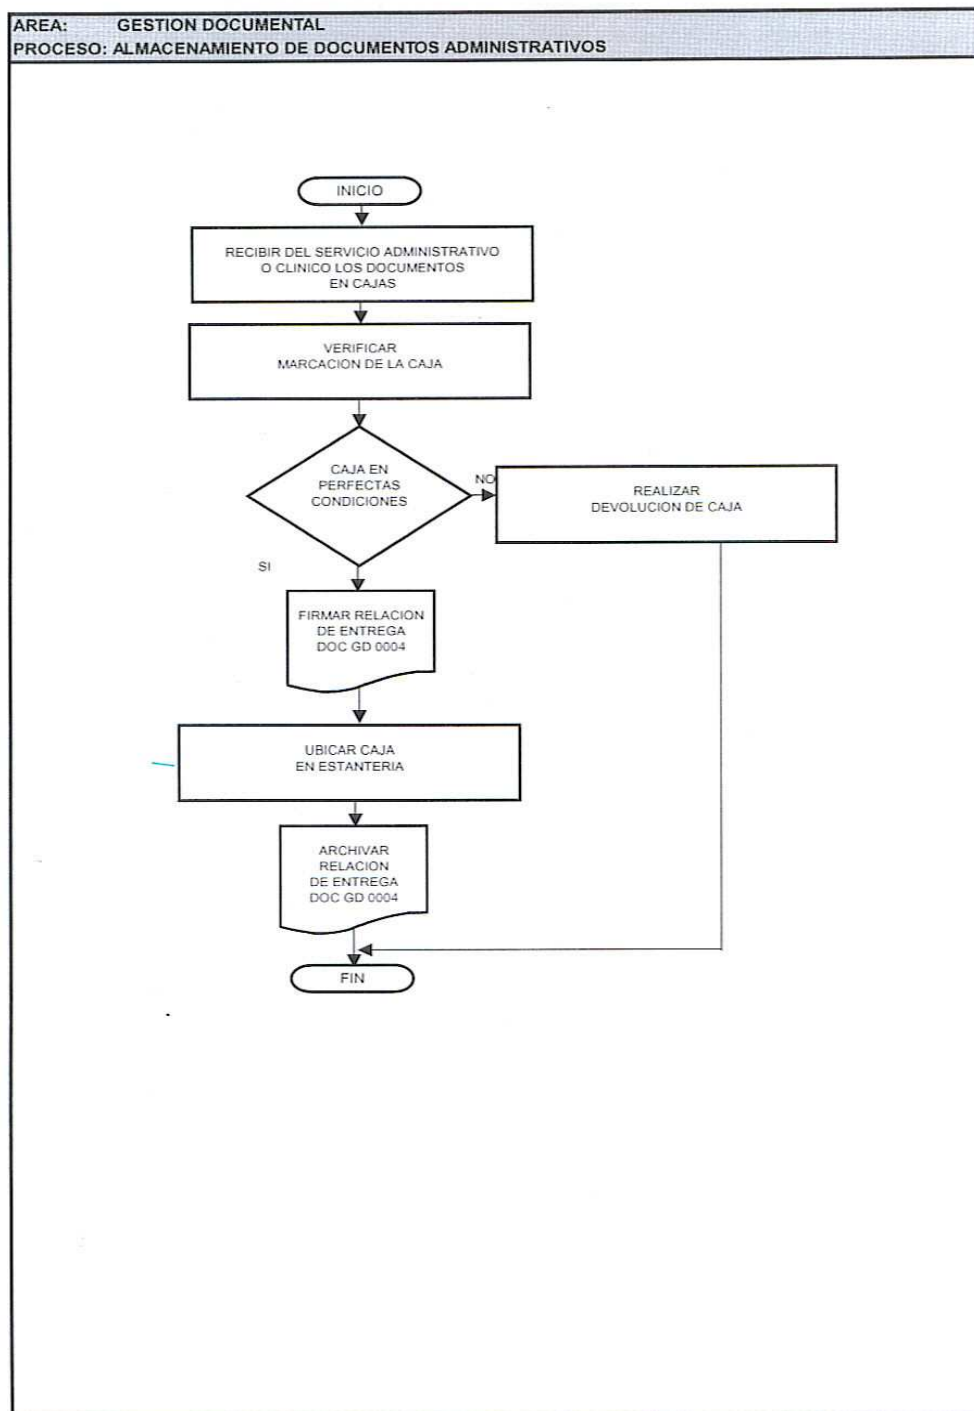 AREA: GESTION DOCUMENTAL
PROCESO: ALMACENAMIENTO DE DOCUMENTOS ADMINISTRATIVOS
INICIO
RECIBIR DEL SERVICIO ADMINISTRATIVO
O CLINICO LOS DOCUMENTOS
EN CAJAS
VERIFICAR
MARCACION DE LA CAJA
CAJA EN
PERFECTAS
CONDICIONES
NO
REALIZAR
DEVOLUCION DE CAJA
SI
FIRMAR RELACION
DE ENTREGA
DOC GD 0004
UBICAR CAJA
EN ESTANTERIA
ARCHIVAR
RELACION
DE ENTREGA
DOC GD 0004
FIN